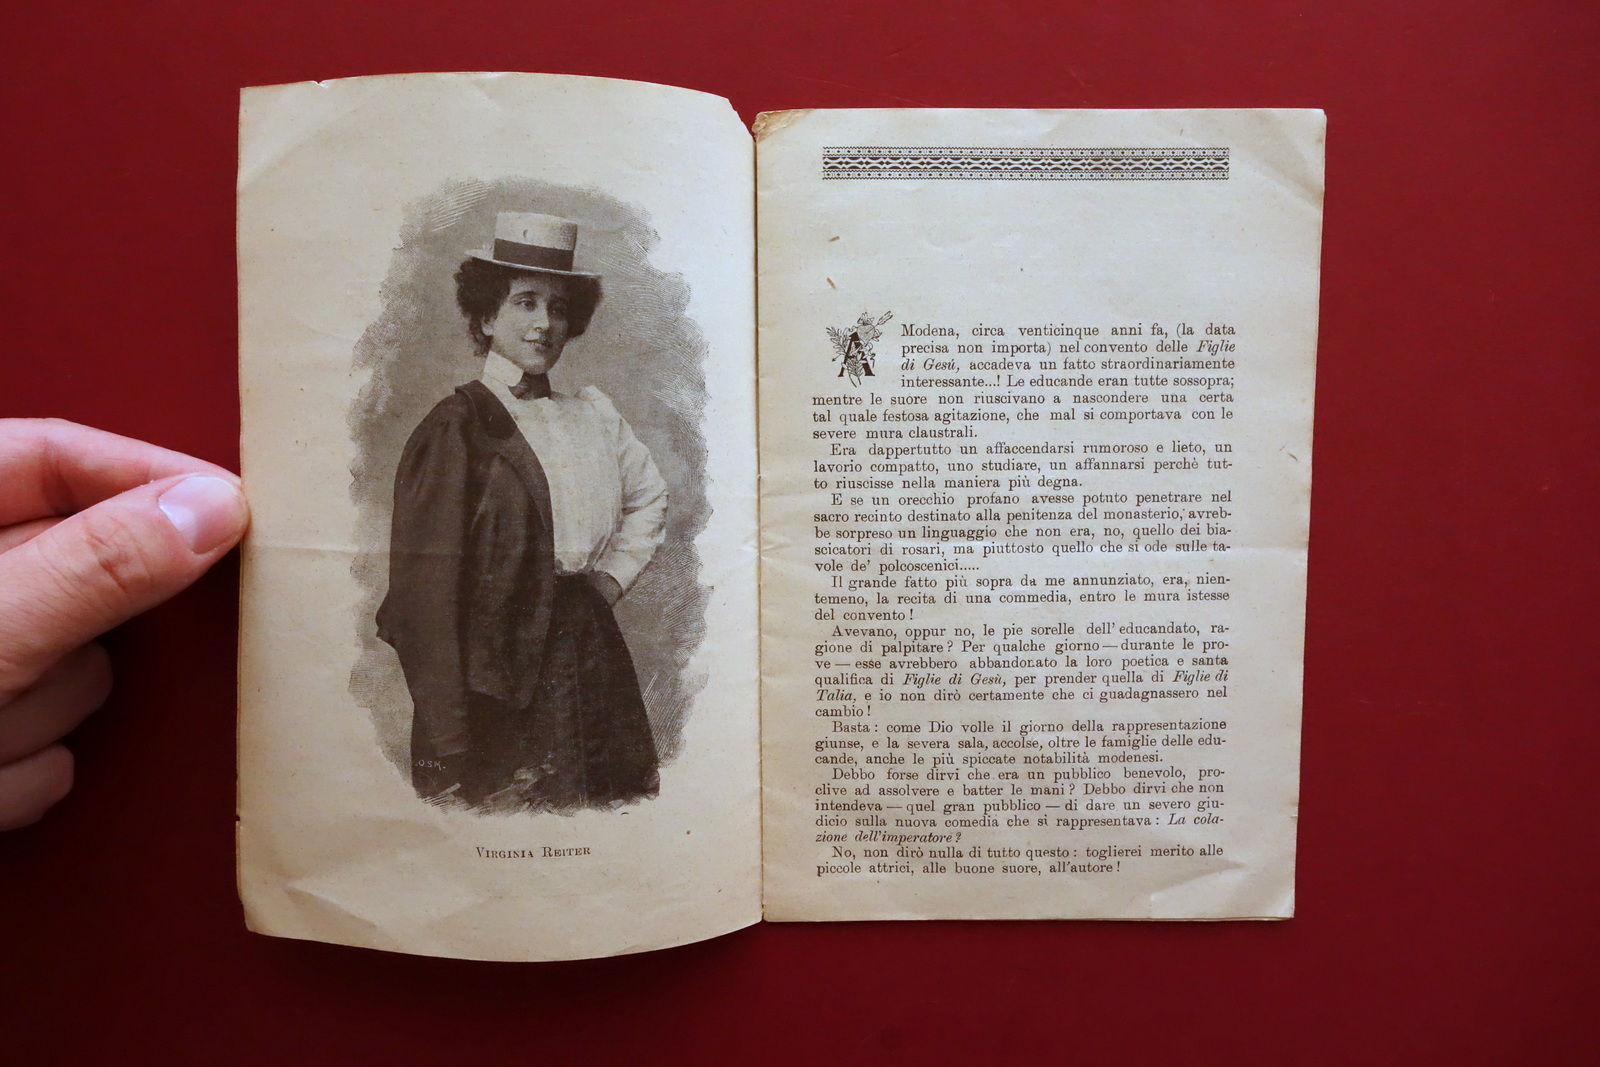 .OSM.
VIRGINIA REITER
A Modena, circa venticinque anni fa, (la data
precisa non importa) nel convento delle Figlie
di Gesú, accadeva un fatto straordinariamente
interessante...! Le educande eran tutte sossopra;
mentre le suore non riuscivano a nascondere una certa
tal quale festosa agitazione, che mal si comportava con le
severe mura claustrali.
Era dappertutto un affaccendarsi rumoroso e lieto, un
lavorio compatto, uno studiare, un affannarsi perchè tut-
to riuscisse nella maniera più degna.
E se un orecchio profano avesse potuto penetrare nel
sacro recinto destinato alla penitenza del monasterio, avreb-
be sorpreso un linguaggio che non era, no, quello dei bia-
scicatori di rosari, ma piuttosto quello che si ode sulle ta-
vole de' polcoscenici.....
Il grande fatto più sopra da me annunziato, era, nien-
temeno, la recita di una commedia, entro le mura istesse
del convento !
Avevano, oppur no, le pie sorelle dell' educandato, ra-
gione di palpitare ? Per qualche giorno — durante le pro-
ve — esse avrebbero abbandonato la loro poetica e santa
qualifica di Figlie di Gesù, per prender quella di Figlie di
Talia, e io non dirò certamente che ci guadagnassero nel
cambio !
Basta : come Dio volle il giorno della rappresentazione
giunse, e la severa sala, accolse, oltre le famiglie delle edu-
cande, anche le più spiccate notabilità modenesi.
Debbo forse dirvi che era un pubblico benevolo, pro-
clive ad assolvere e batter le mani ? Debbo dirvi che non
intendeva — quel gran pubblico — di dare un severo giu-
dicio sulla nuova comedia che si rappresentava : La cola-
zione dell'imperatore ?
No, non dirò nulla di tutto questo : toglierei merito alle
piccole attrici, alle buone suore, all'autore !